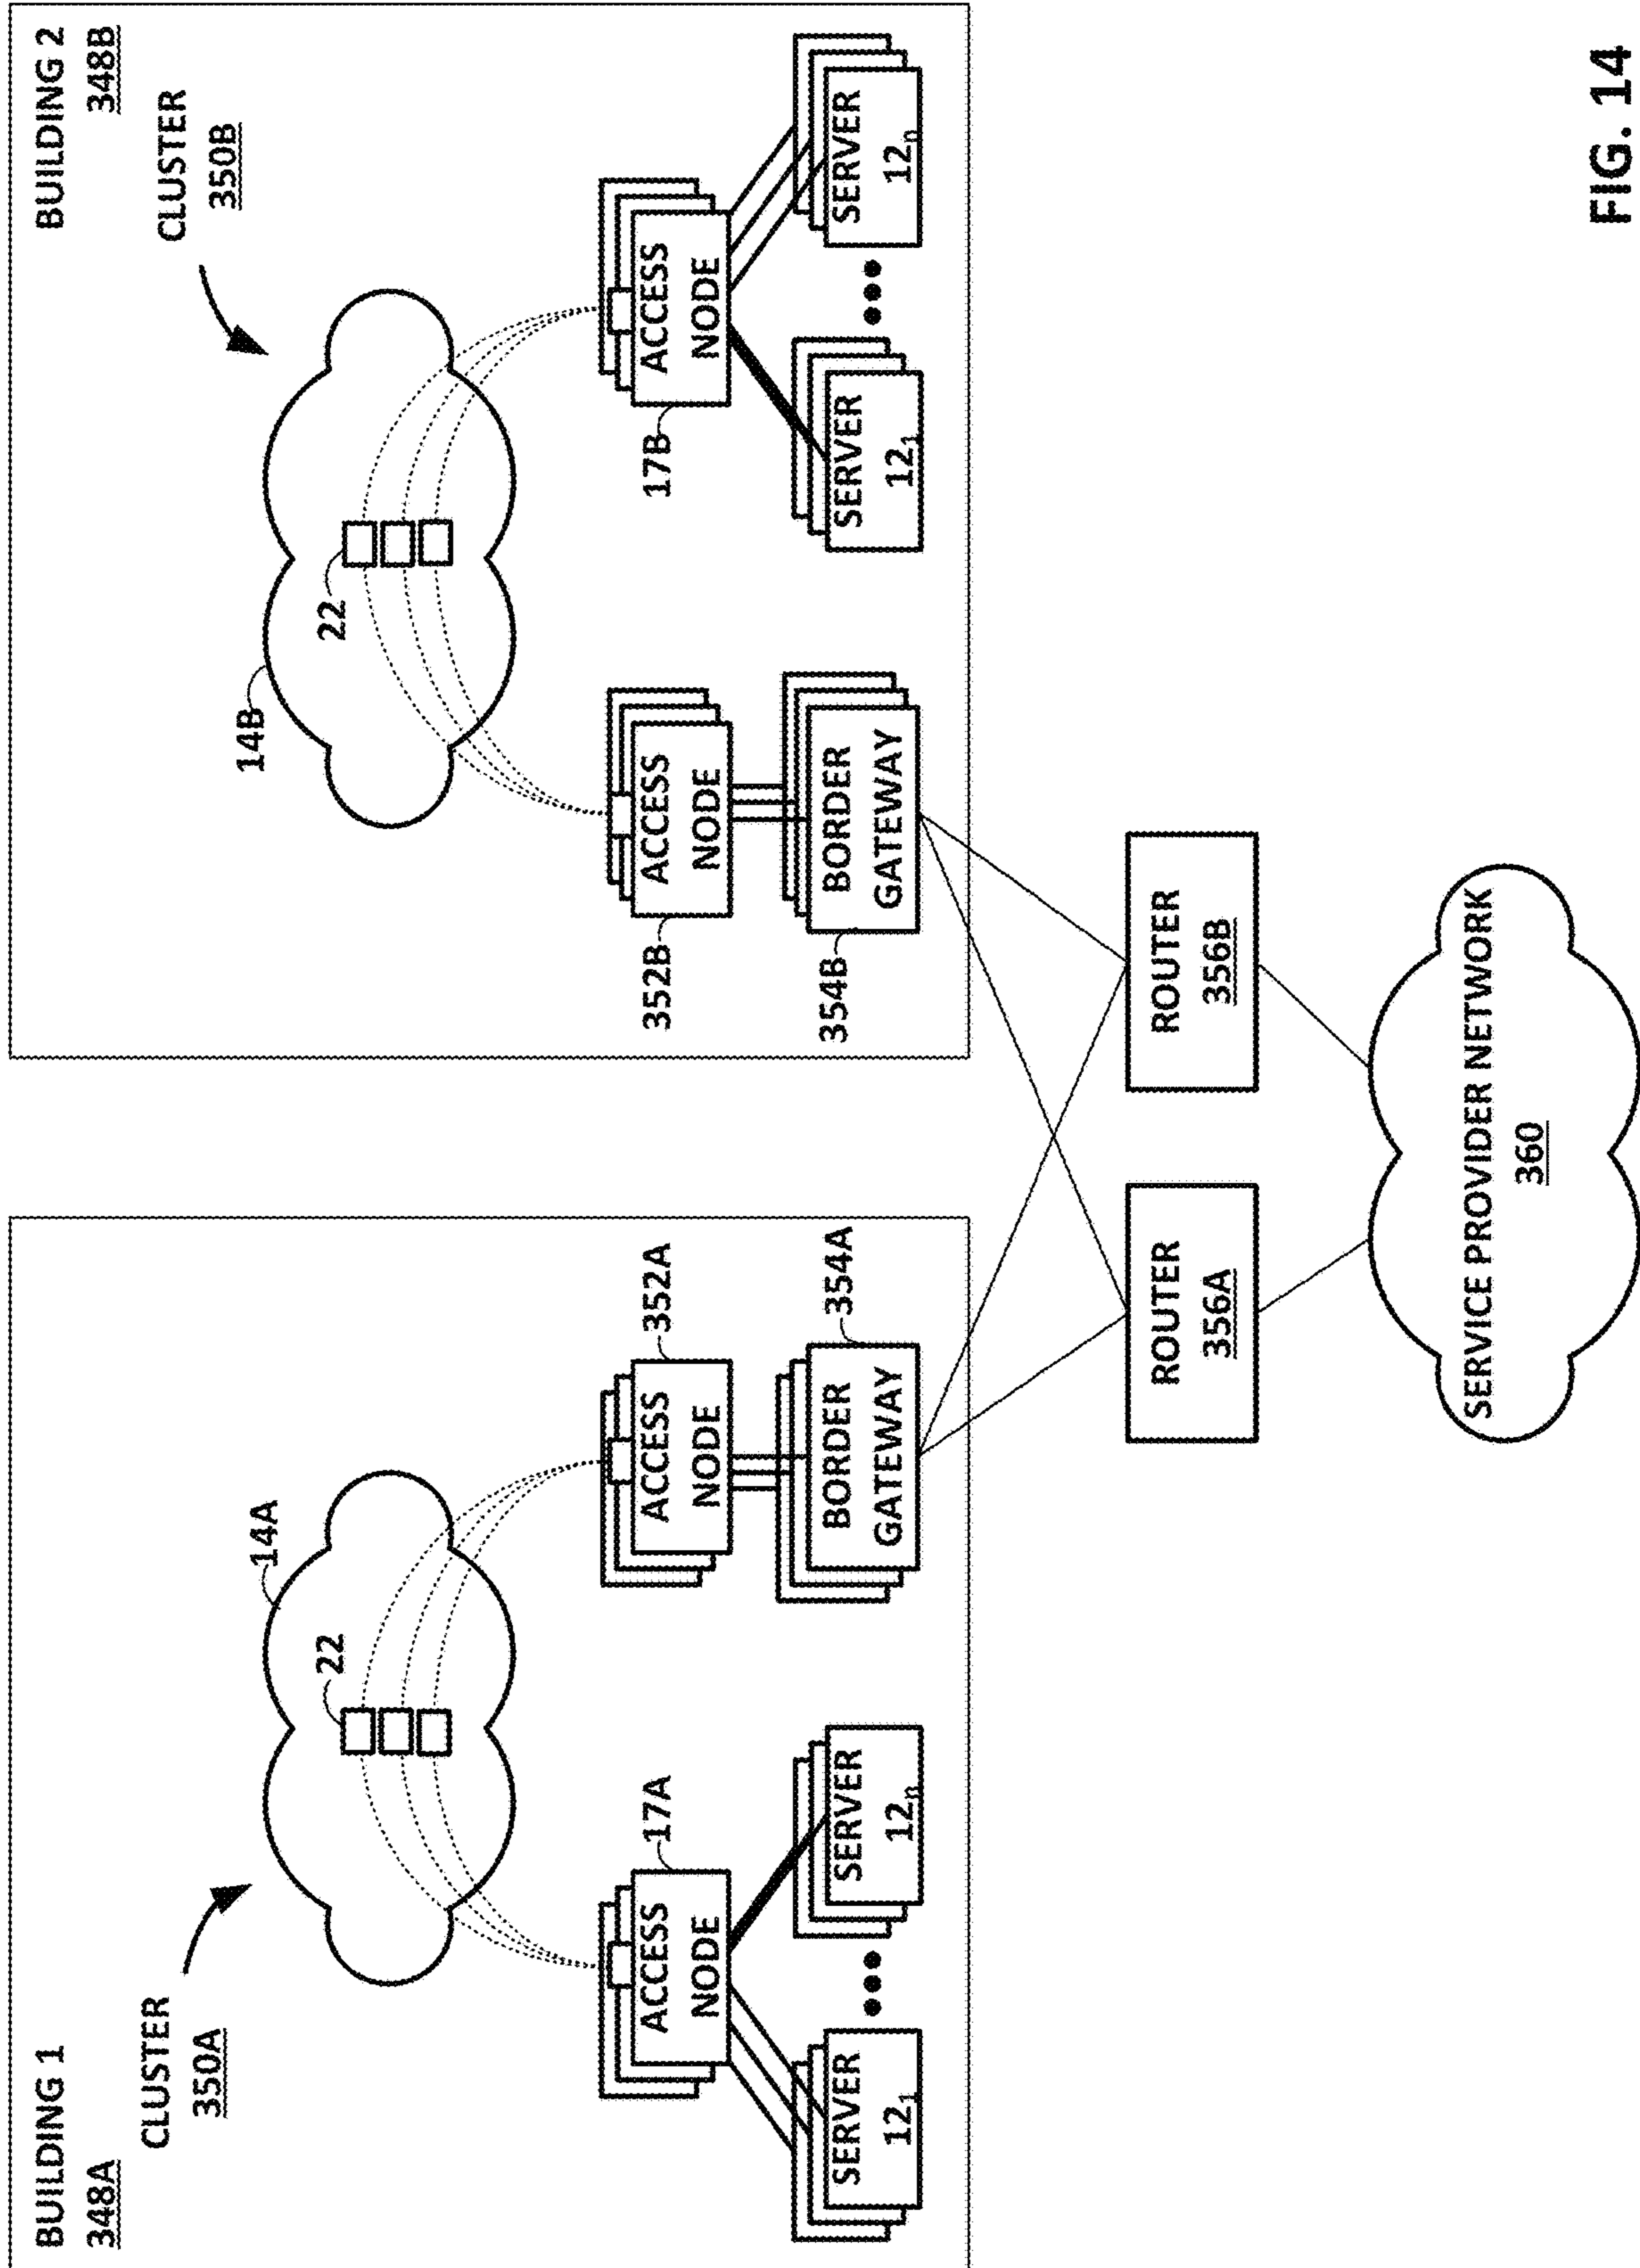 BUILDING 1
348A
CLUSTER
350A
14A
22
17A
ACCESS
NODE
352A
ACCESS
NODE
SERVER
12₁
SERVER
12ₙ
354A
BORDER
GATEWAY
BUILDING 2
348B
CLUSTER
350B
14B
22
352B
ACCESS
NODE
17B
ACCESS
NODE
354B
BORDER
GATEWAY
SERVER
12₁
SERVER
12ₙ
ROUTER
356A
ROUTER
356B
SERVICE PROVIDER NETWORK
360
FIG. 14